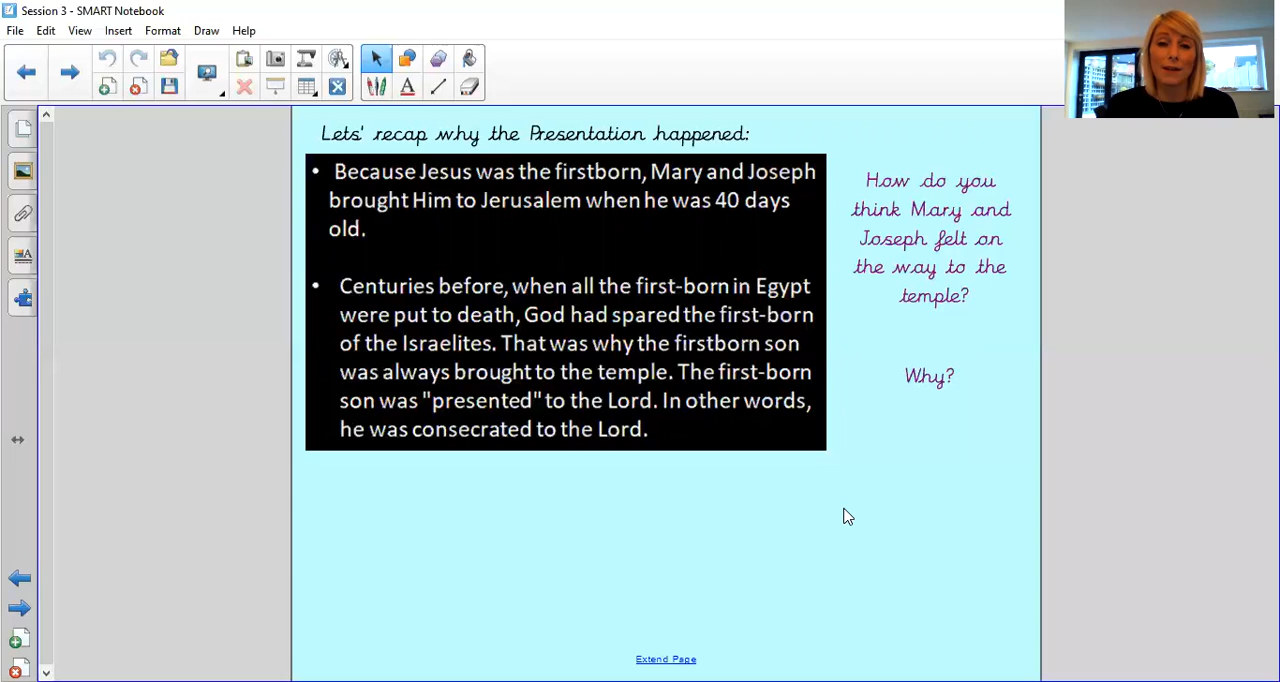 Session 3 - SMART Notebook
File Edit View Insert Format Draw Help
Lets' recap why the Presentation happened:
• Because Jesus was the firstborn, Mary and Joseph
brought Him to Jerusalem when he was 40 days
old.
• Centuries before, when all the first-born in Egypt
were put to death, God had spared the first-born
of the Israelites. That was why the firstborn son
was always brought to the temple. The first-born
son was "presented" to the Lord. In other words,
he was consecrated to the Lord.
How do you
think Mary and
Joseph felt on
the way to the
temple?
Why?
Extend Page